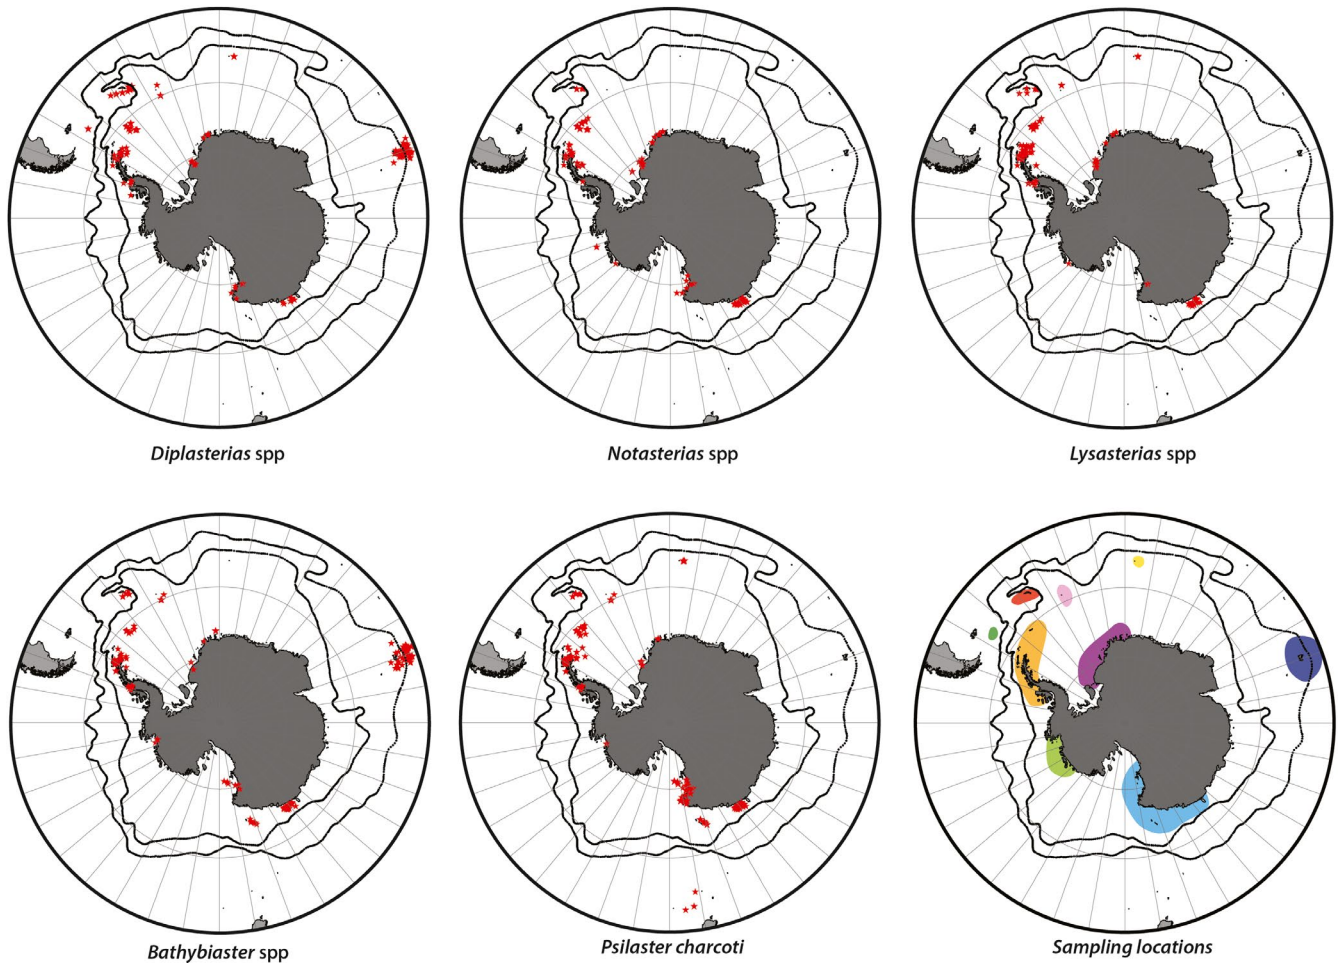 Diplasterias spp
Notasterias spp
Lysasterias spp
Bathybiaster spp
Psilaster charcoti
Sampling locations